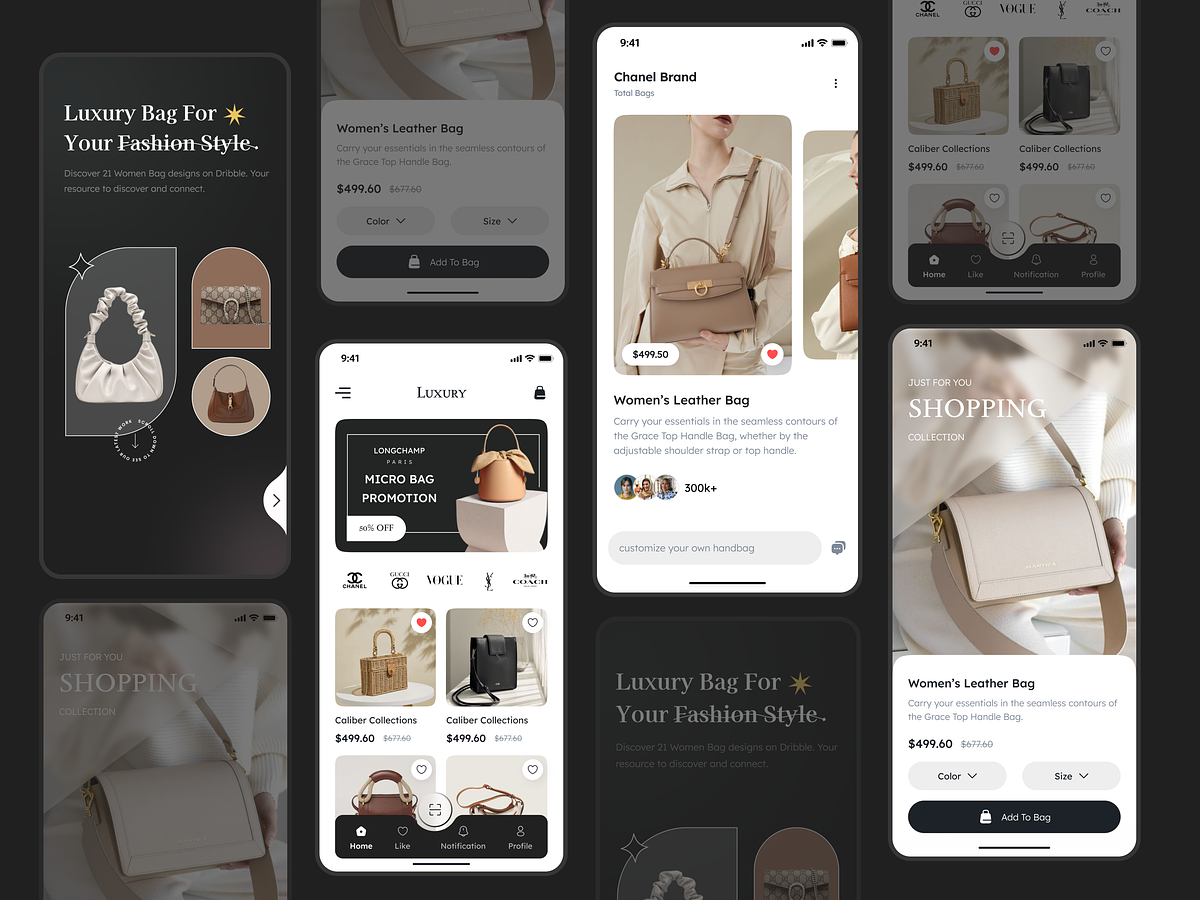 Luxury Bag For
Your Fashion Style.
Discover 21 Women Bag designs on Dribble. Your
resource to discover and connect.
SCROLL DOWN TO SEE OUR LATEST WORK
9:41
JUST FOR YOU
SHOPPING
COLLECTION
Women's Leather Bag
Carry your essentials in the seamless contours of
the Grace Top Handle Bag.
$499.60 $677.60
Color Size
Add To Bag
9:41
LUXURY
LONGCHAMP
PARIS
MICRO BAG
PROMOTION
50% OFF
CHANEL GUCCI VOGUE YSL COACH
Caliber Collections Caliber Collections
$499.60 $677.60 $499.60 $677.60
Home Like Notification Profile
9:41
Chanel Brand
Total Bags
$499.50
Women's Leather Bag
Carry your essentials in the seamless contours of
the Grace Top Handle Bag, whether by the
adjustable shoulder strap or top handle.
300k+
customize your own handbag
Luxury Bag For
Your Fashion Style.
Discover 21 Women Bag designs on Dribble. Your
resource to discover and connect.
CHANEL GUCCI VOGUE YSL COACH
Caliber Collections Caliber Collections
$499.60 $677.60 $499.60 $677.60
Home Like Notification Profile
9:41
JUST FOR YOU
SHOPPING
COLLECTION
Women's Leather Bag
Carry your essentials in the seamless contours of
the Grace Top Handle Bag.
$499.60 $677.60
Color Size
Add To Bag